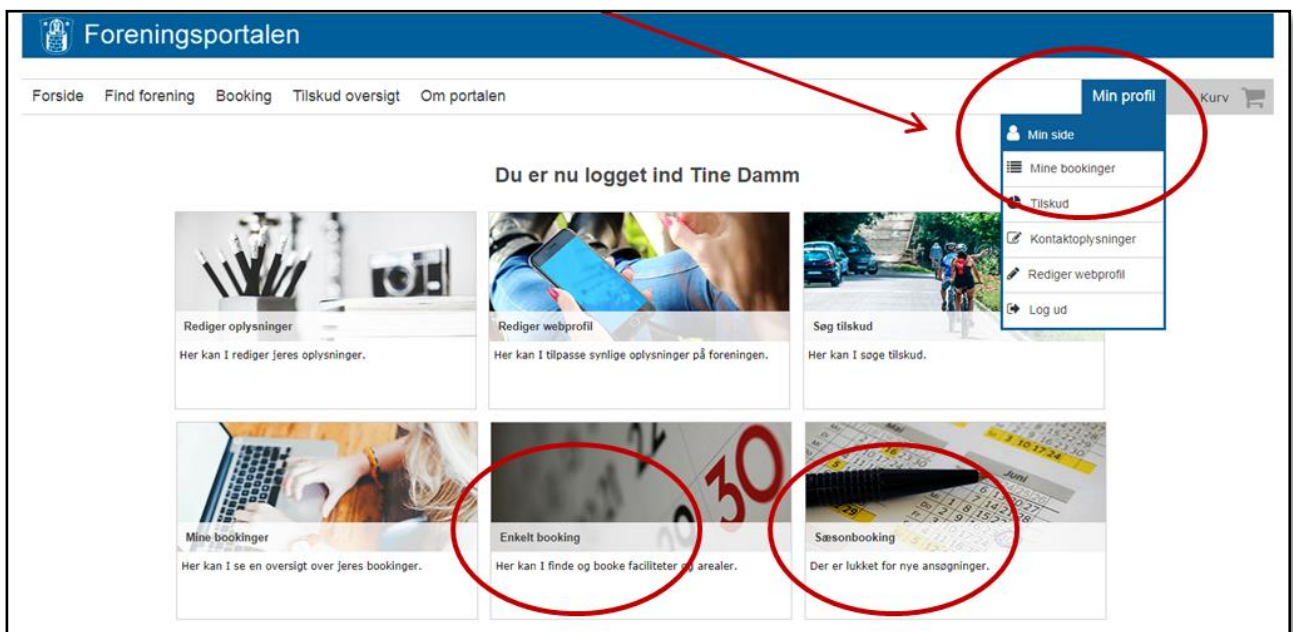 Foreningsportalen
Forside Find forening Booking Tilskud oversigt Om portalen Min profil Kurv
Min side
Mine bookinger
Tilskud
Kontaktoplysninger
Rediger webprofil
Log ud
Du er nu logget ind Tine Damm
Rediger oplysninger
Her kan I rediger jeres oplysninger.
Rediger webprofil
Her kan I tilpasse synlige oplysninger på foreningen.
Søg tilskud
Her kan I søge tilskud.
Mine bookinger
Her kan I se en oversigt over jeres bookinger.
30
Enkelt booking
Her kan I finde og booke faciliteter og arealer.
Mai
Juni
Sæsonbooking
Der er lukket for nye ansøgninger.